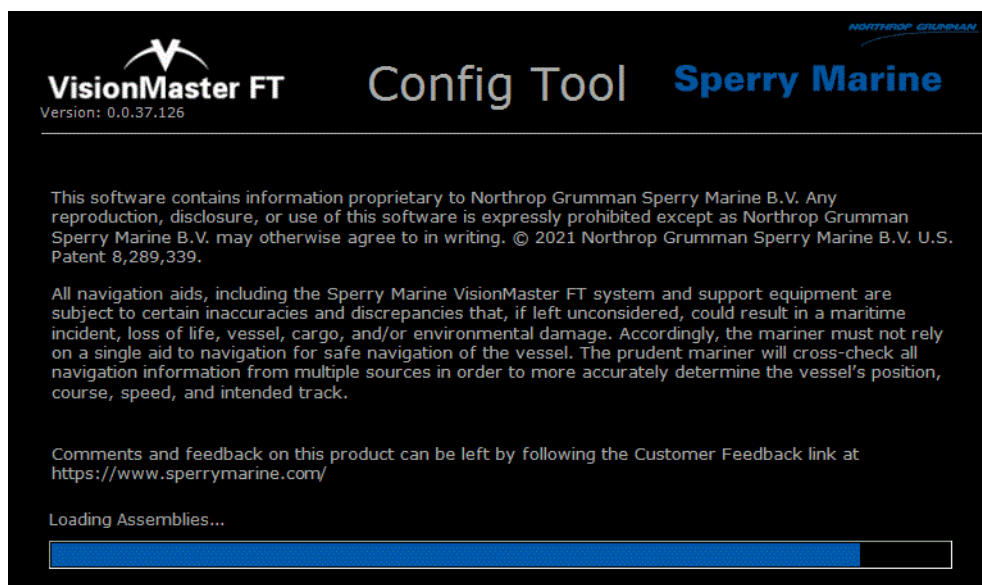 NORTHROP GRUMMAN
VisionMaster FT
Config Tool
Sperry Marine
Version: 0.0.37.126
This software contains information proprietary to Northrop Grumman Sperry Marine B.V. Any
reproduction, disclosure, or use of this software is expressly prohibited except as Northrop Grumman
Sperry Marine B.V. may otherwise agree to in writing. © 2021 Northrop Grumman Sperry Marine B.V. U.S.
Patent 8,289,339.
All navigation aids, including the Sperry Marine VisionMaster FT system and support equipment are
subject to certain inaccuracies and discrepancies that, if left unconsidered, could result in a maritime
incident, loss of life, vessel, cargo, and/or environmental damage. Accordingly, the mariner must not rely
on a single aid to navigation for safe navigation of the vessel. The prudent mariner will cross-check all
navigation information from multiple sources in order to more accurately determine the vessel's position,
course, speed, and intended track.
Comments and feedback on this product can be left by following the Customer Feedback link at
https://www.sperrymarine.com/
Loading Assemblies...